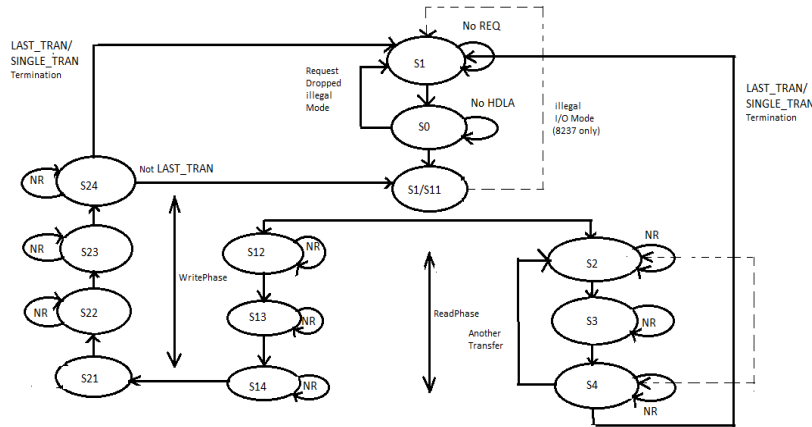 No REQ
LAST_TRAN/
SINGLE_TRAN
Termination
S1
Request
Dropped
illegal
Mode
No HDLA
illegal
I/O Mode
(8237 only)
LAST_TRAN/
SINGLE_TRAN
Termination
S0
Not LAST_TRAN
NR
S24
S1/S11
NR
S23
S12
NR
NR
S2
WritePhase
NR
S22
S13
NR
ReadPhase
S3
NR
Another
Transfer
S21
S14
NR
S4
NR